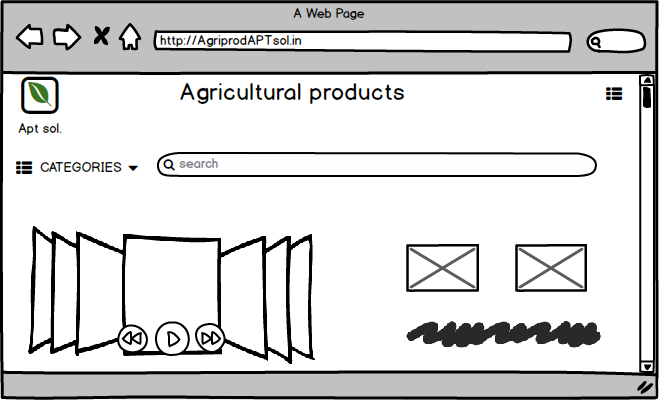 A Web Page
http://AgriprodAPTsol.in
Agricultural products
Apt sol.
CATEGORIES
search